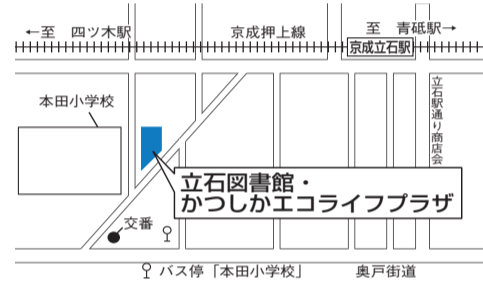 ←至 四ツ木駅
京成押上線
至 青砥駅→
京成立石駅
本田小学校
立石駅通り商店会
立石図書館・
かつしかエコライフプラザ
交番
バス停「本田小学校」
奥戸街道